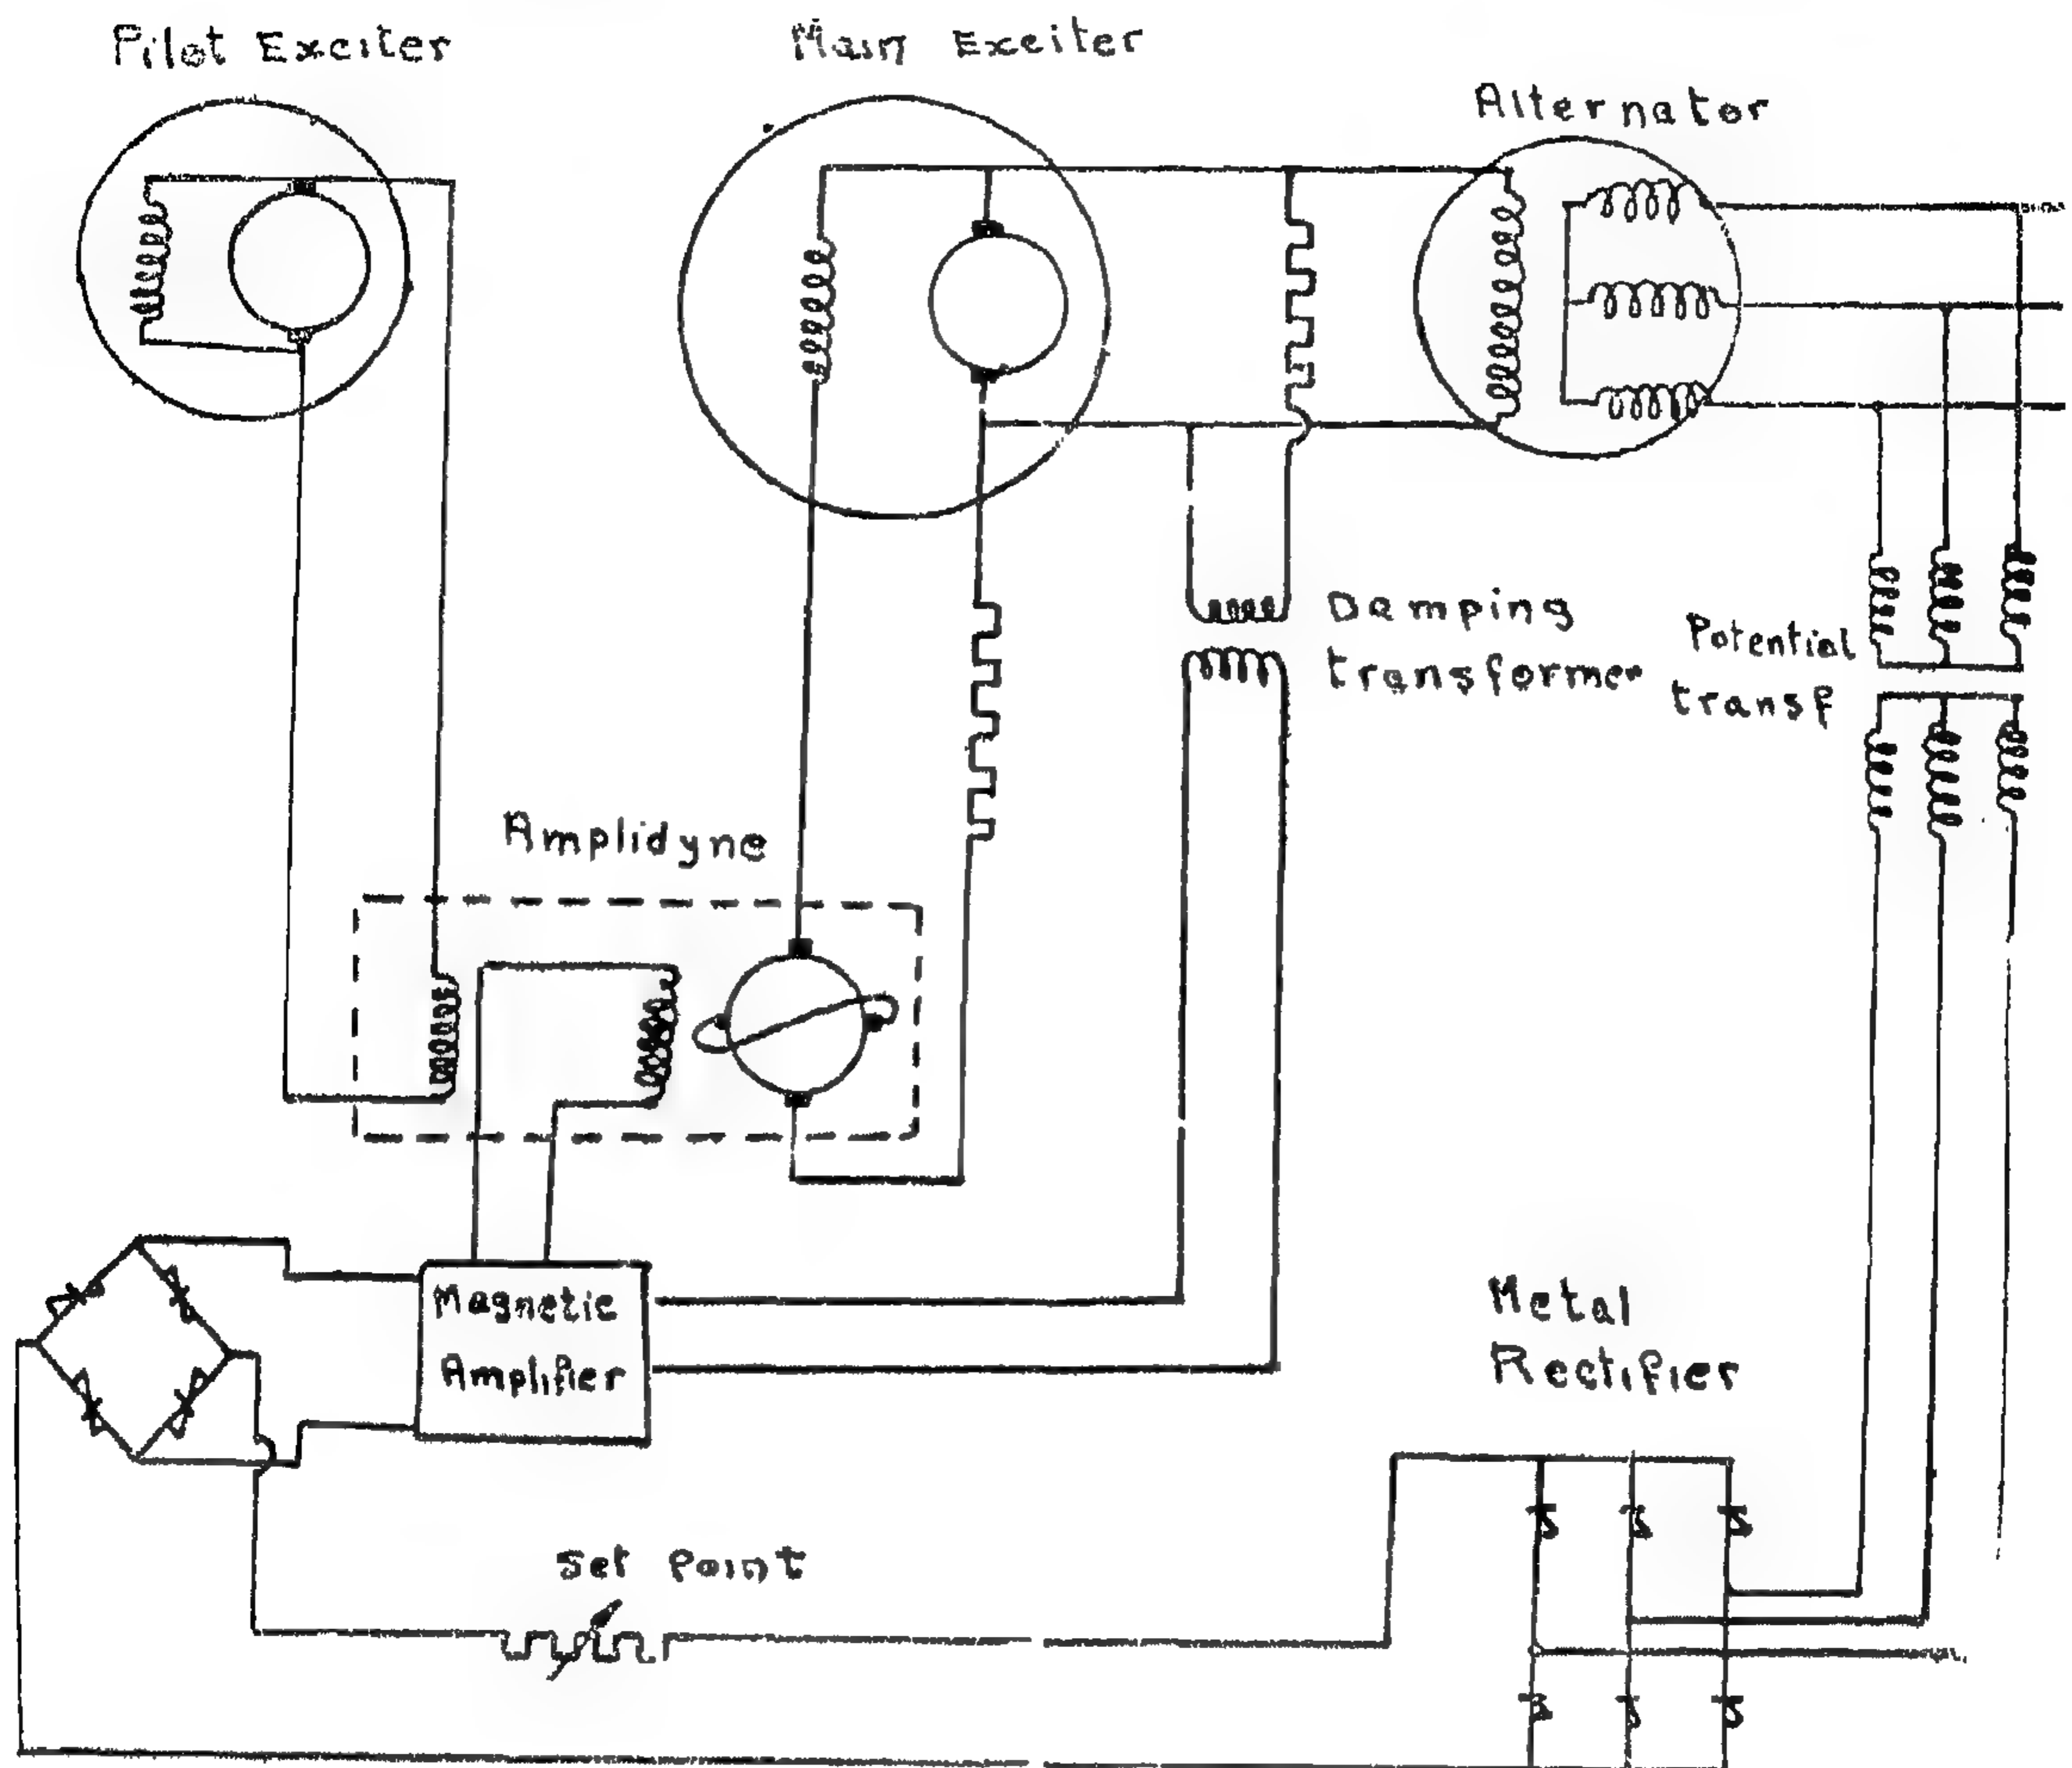 Pilot Exciter
Main Exciter
Alternator
Damping
transformer
Potential
transf
Amplidyne
Magnetic
Amplifier
Metal
Rectifier
Set Point